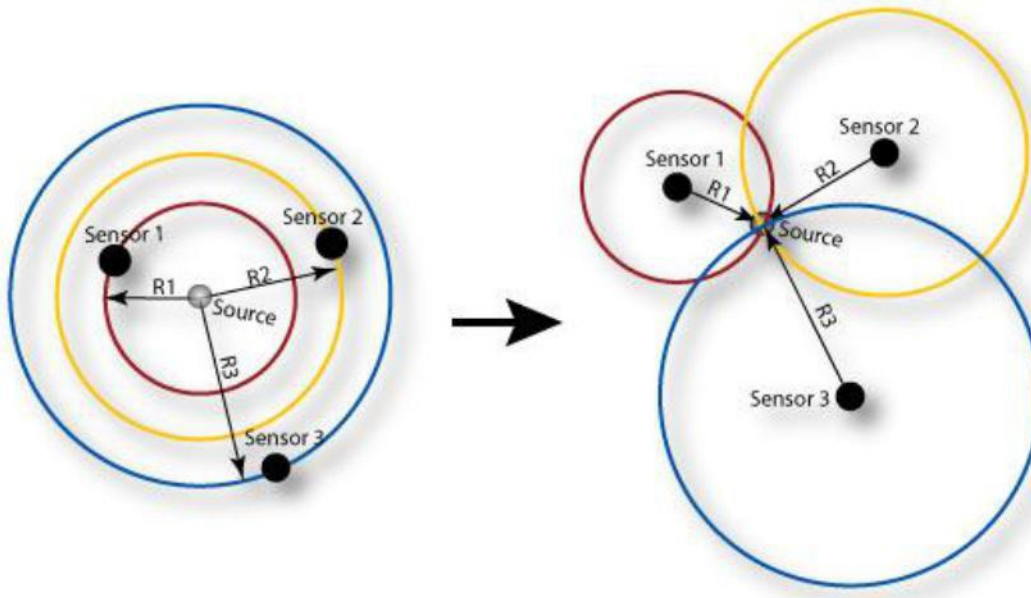 Sensor 1
Sensor 2
R1
R2
Source
R3
Sensor 3
Sensor 1
Sensor 2
R1
R2
Source
R3
Sensor 3